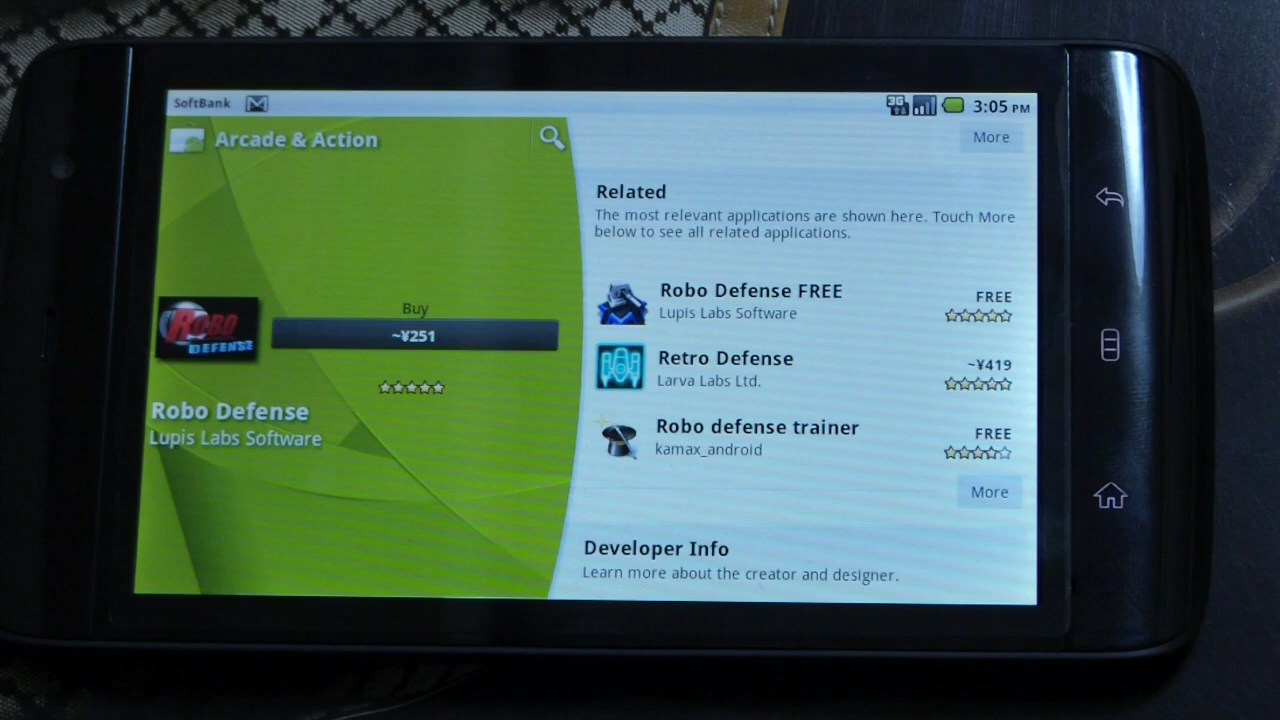 SoftBank
3G
3:05 PM
Arcade & Action
More
ROBO
DEFENSE
Buy
~¥251
Robo Defense
Lupis Labs Software
Related
The most relevant applications are shown here. Touch More
below to see all related applications.
Robo Defense FREE
Lupis Labs Software
FREE
Retro Defense
Larva Labs Ltd.
~¥419
Robo defense trainer
kamax_android
FREE
More
Developer Info
Learn more about the creator and designer.